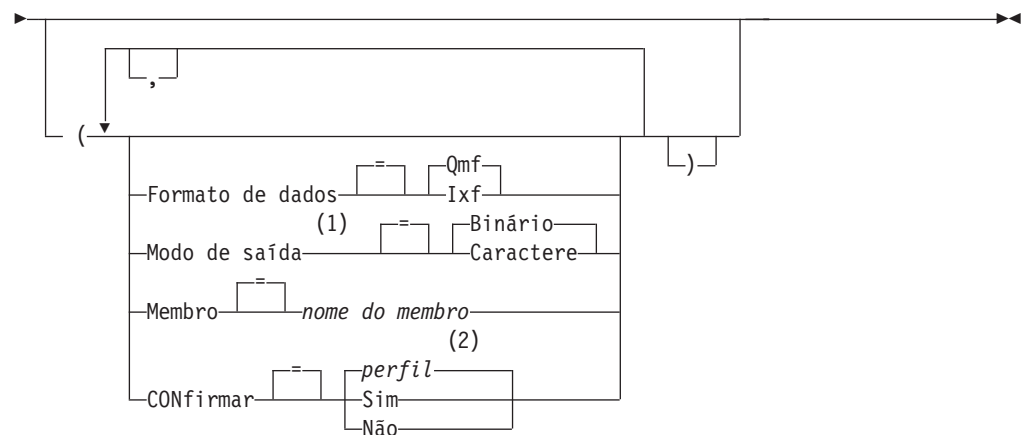 ,
(
)
= Qmf
Formato de dados Ixf
(1)
= Binário
Modo de saída Caractere
=
Membro nome do membro
(2)
= perfil
CONfirmar Sim
Não